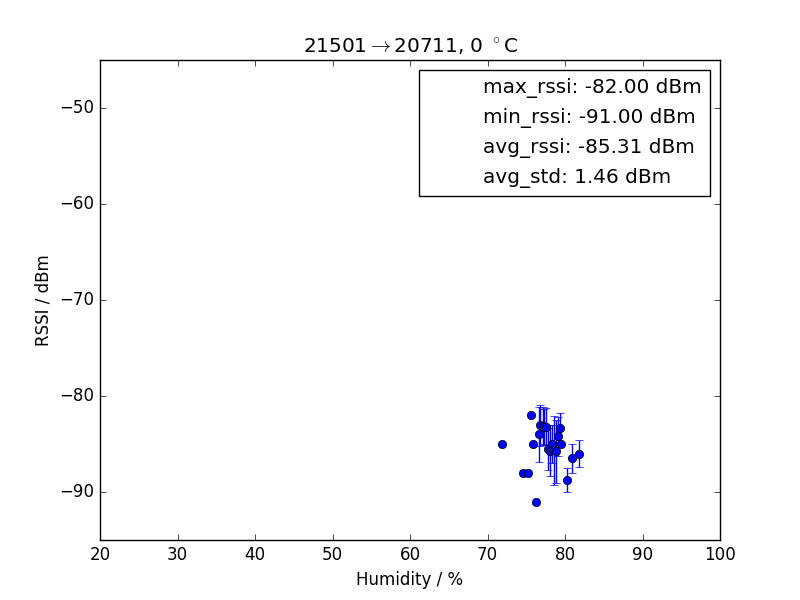 21501→20711, 0 °C
max_rssi: -82.00 dBm
min_rssi: -91.00 dBm
avg_rssi: -85.31 dBm
avg_std: 1.46 dBm
RSSI / dBm
−50
−60
−70
−80
−90
20 30 40 50 60 70 80 90 100
Humidity / %